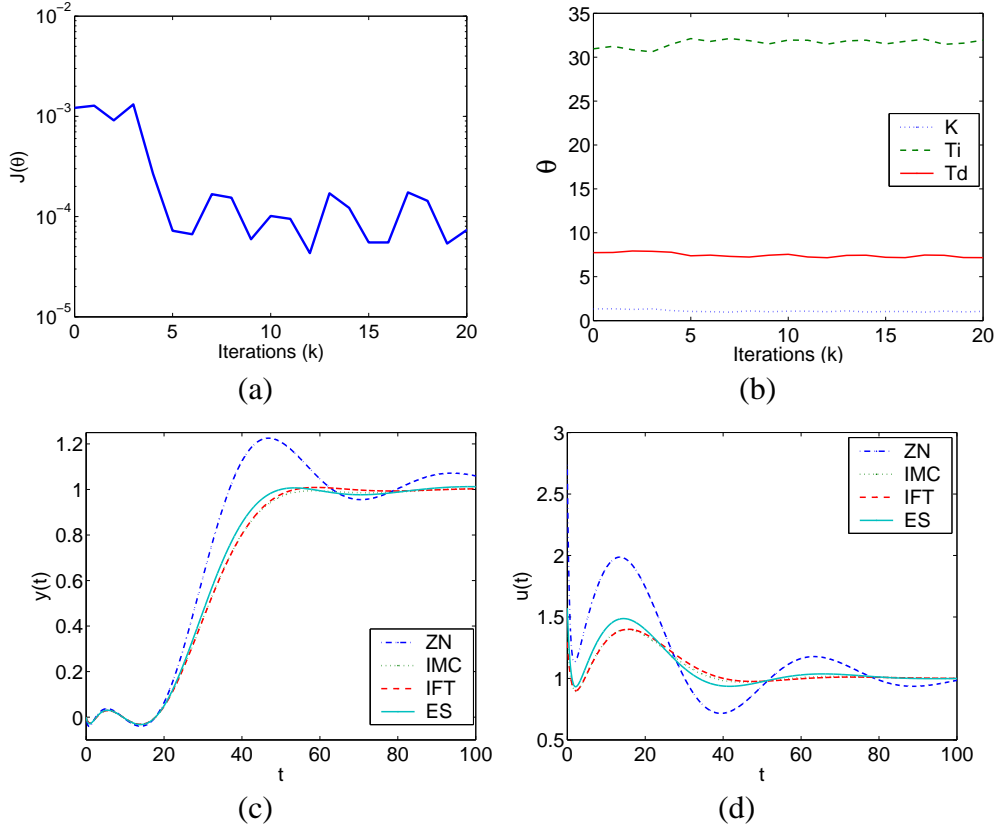 10^−2
10^−3
10^−4
10^−5
J(θ)
0 5 10 15 20
Iterations (k)
(a)
35
30
25
20
15
10
5
0
θ
K
Ti
Td
0 5 10 15 20
Iterations (k)
(b)
1.2
1
0.8
0.6
0.4
0.2
0
y(t)
ZN
IMC
IFT
ES
0 20 40 60 80 100
t
(c)
3
2.5
2
1.5
1
0.5
u(t)
ZN
IMC
IFT
ES
0 20 40 60 80 100
t
(d)